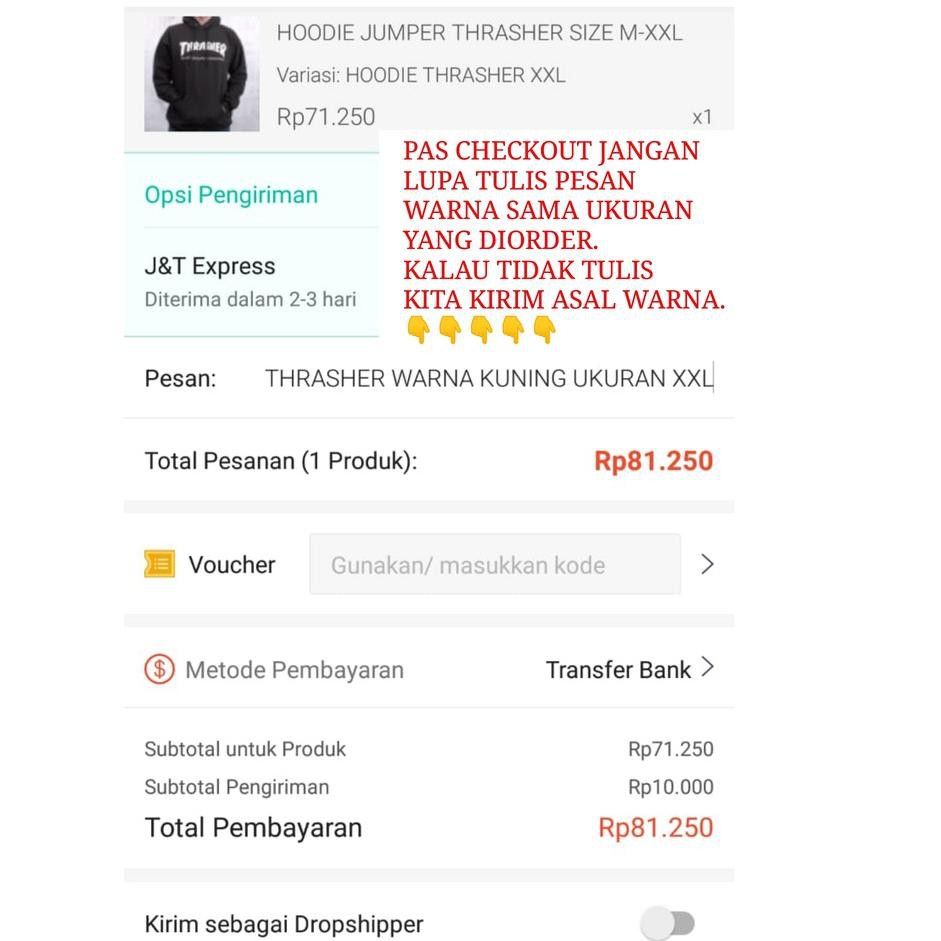 THRASHER
HOODIE JUMPER THRASHER SIZE M-XXL
Variasi: HOODIE THRASHER XXL
Rp71.250 x1
PAS CHECKOUT JANGAN
LUPA TULIS PESAN
WARNA SAMA UKURAN
YANG DIORDER.
KALAU TIDAK TULIS
KITA KIRIM ASAL WARNA.
👇👇👇👇👇
Opsi Pengiriman
J&T Express
Diterima dalam 2-3 hari
Pesan: THRASHER WARNA KUNING UKURAN XXL
Total Pesanan (1 Produk): Rp81.250
Voucher Gunakan/ masukkan kode
Metode Pembayaran Transfer Bank
Subtotal untuk Produk Rp71.250
Subtotal Pengiriman Rp10.000
Total Pembayaran Rp81.250
Kirim sebagai Dropshipper